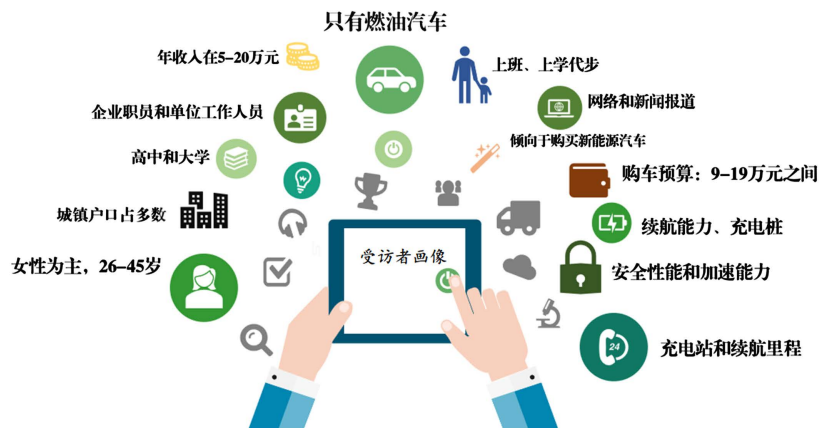 只有燃油汽车
年收入在5-20万元
上班、上学代步
企业职员和单位工作人员
网络和新闻报道
高中和大学
倾向于购买新能源汽车
购车预算：9-19万元之间
城镇户口占多数
续航能力、充电桩
女性为主，26-45岁
受访者画像
安全性能和加速能力
24
充电站和续航里程